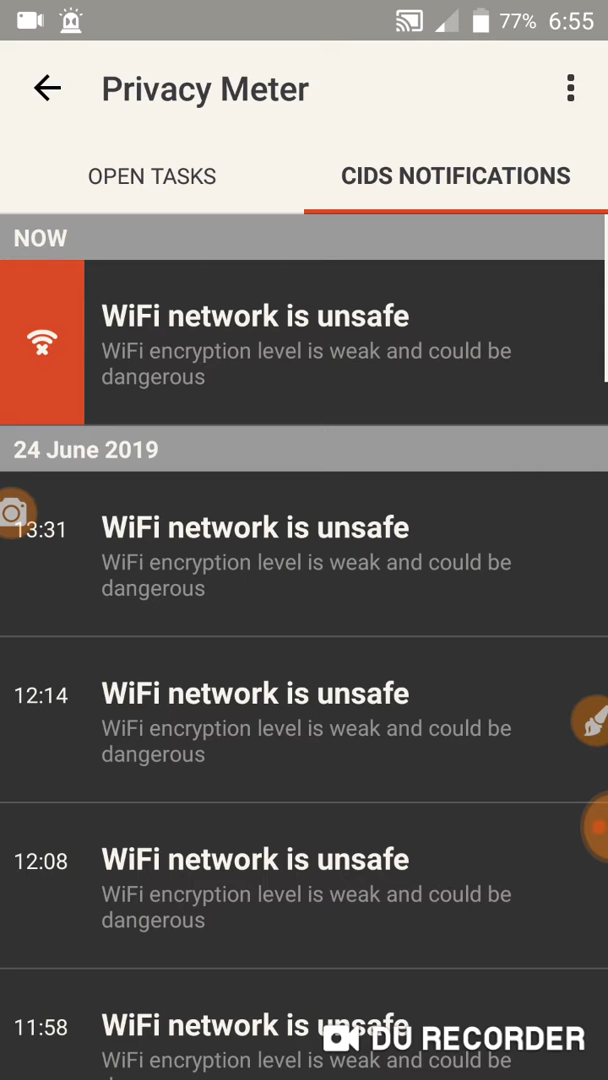 77% 6:55
Privacy Meter
OPEN TASKS CIDS NOTIFICATIONS
NOW
WiFi network is unsafe
WiFi encryption level is weak and could be
dangerous
24 June 2019
13:31 WiFi network is unsafe
WiFi encryption level is weak and could be
dangerous
12:14 WiFi network is unsafe
WiFi encryption level is weak and could be
dangerous
12:08 WiFi network is unsafe
WiFi encryption level is weak and could be
dangerous
11:58 WiFi network is unsafe
DU RECORDER
WiFi encryption level is weak and could be